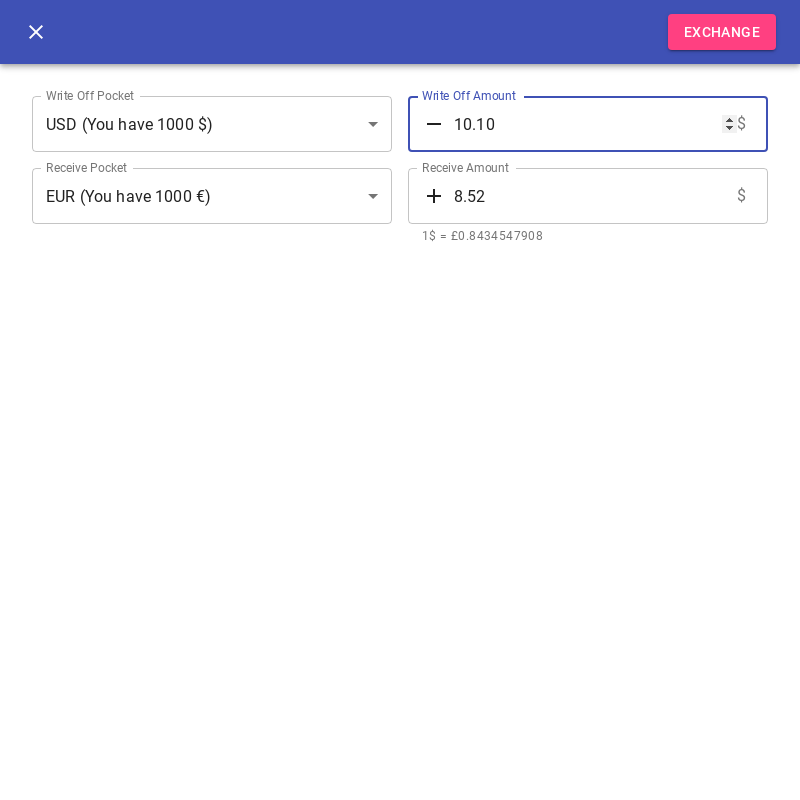 EXCHANGE
Write Off Pocket
USD (You have 1000 $)
Write Off Amount
10.10 $
Receive Pocket
EUR (You have 1000 €)
Receive Amount
8.52 $
1$ = £0.8434547908